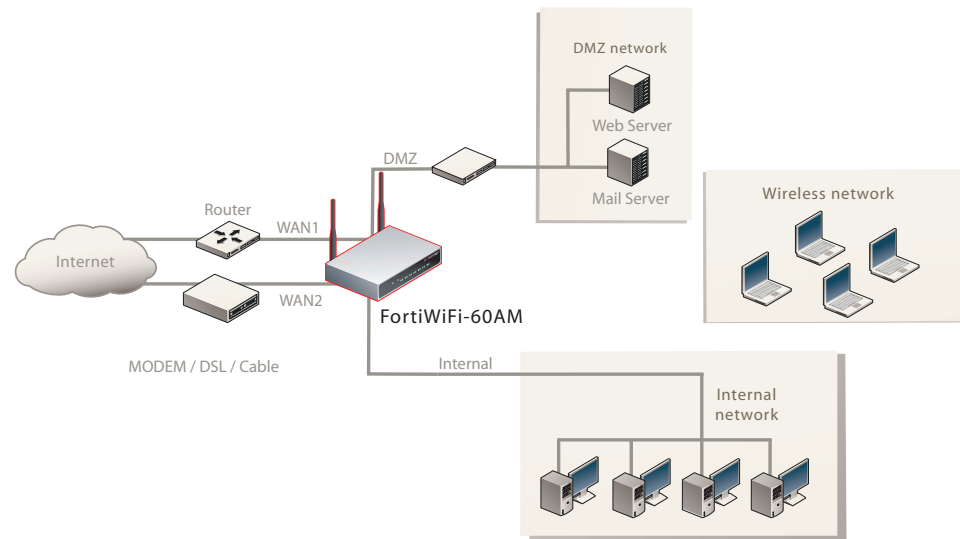 DMZ network
Web Server
DMZ
Mail Server
Wireless network
Router
WAN1
Internet
WAN2
FortiWiFi-60AM
MODEM / DSL / Cable
Internal
Internal
network